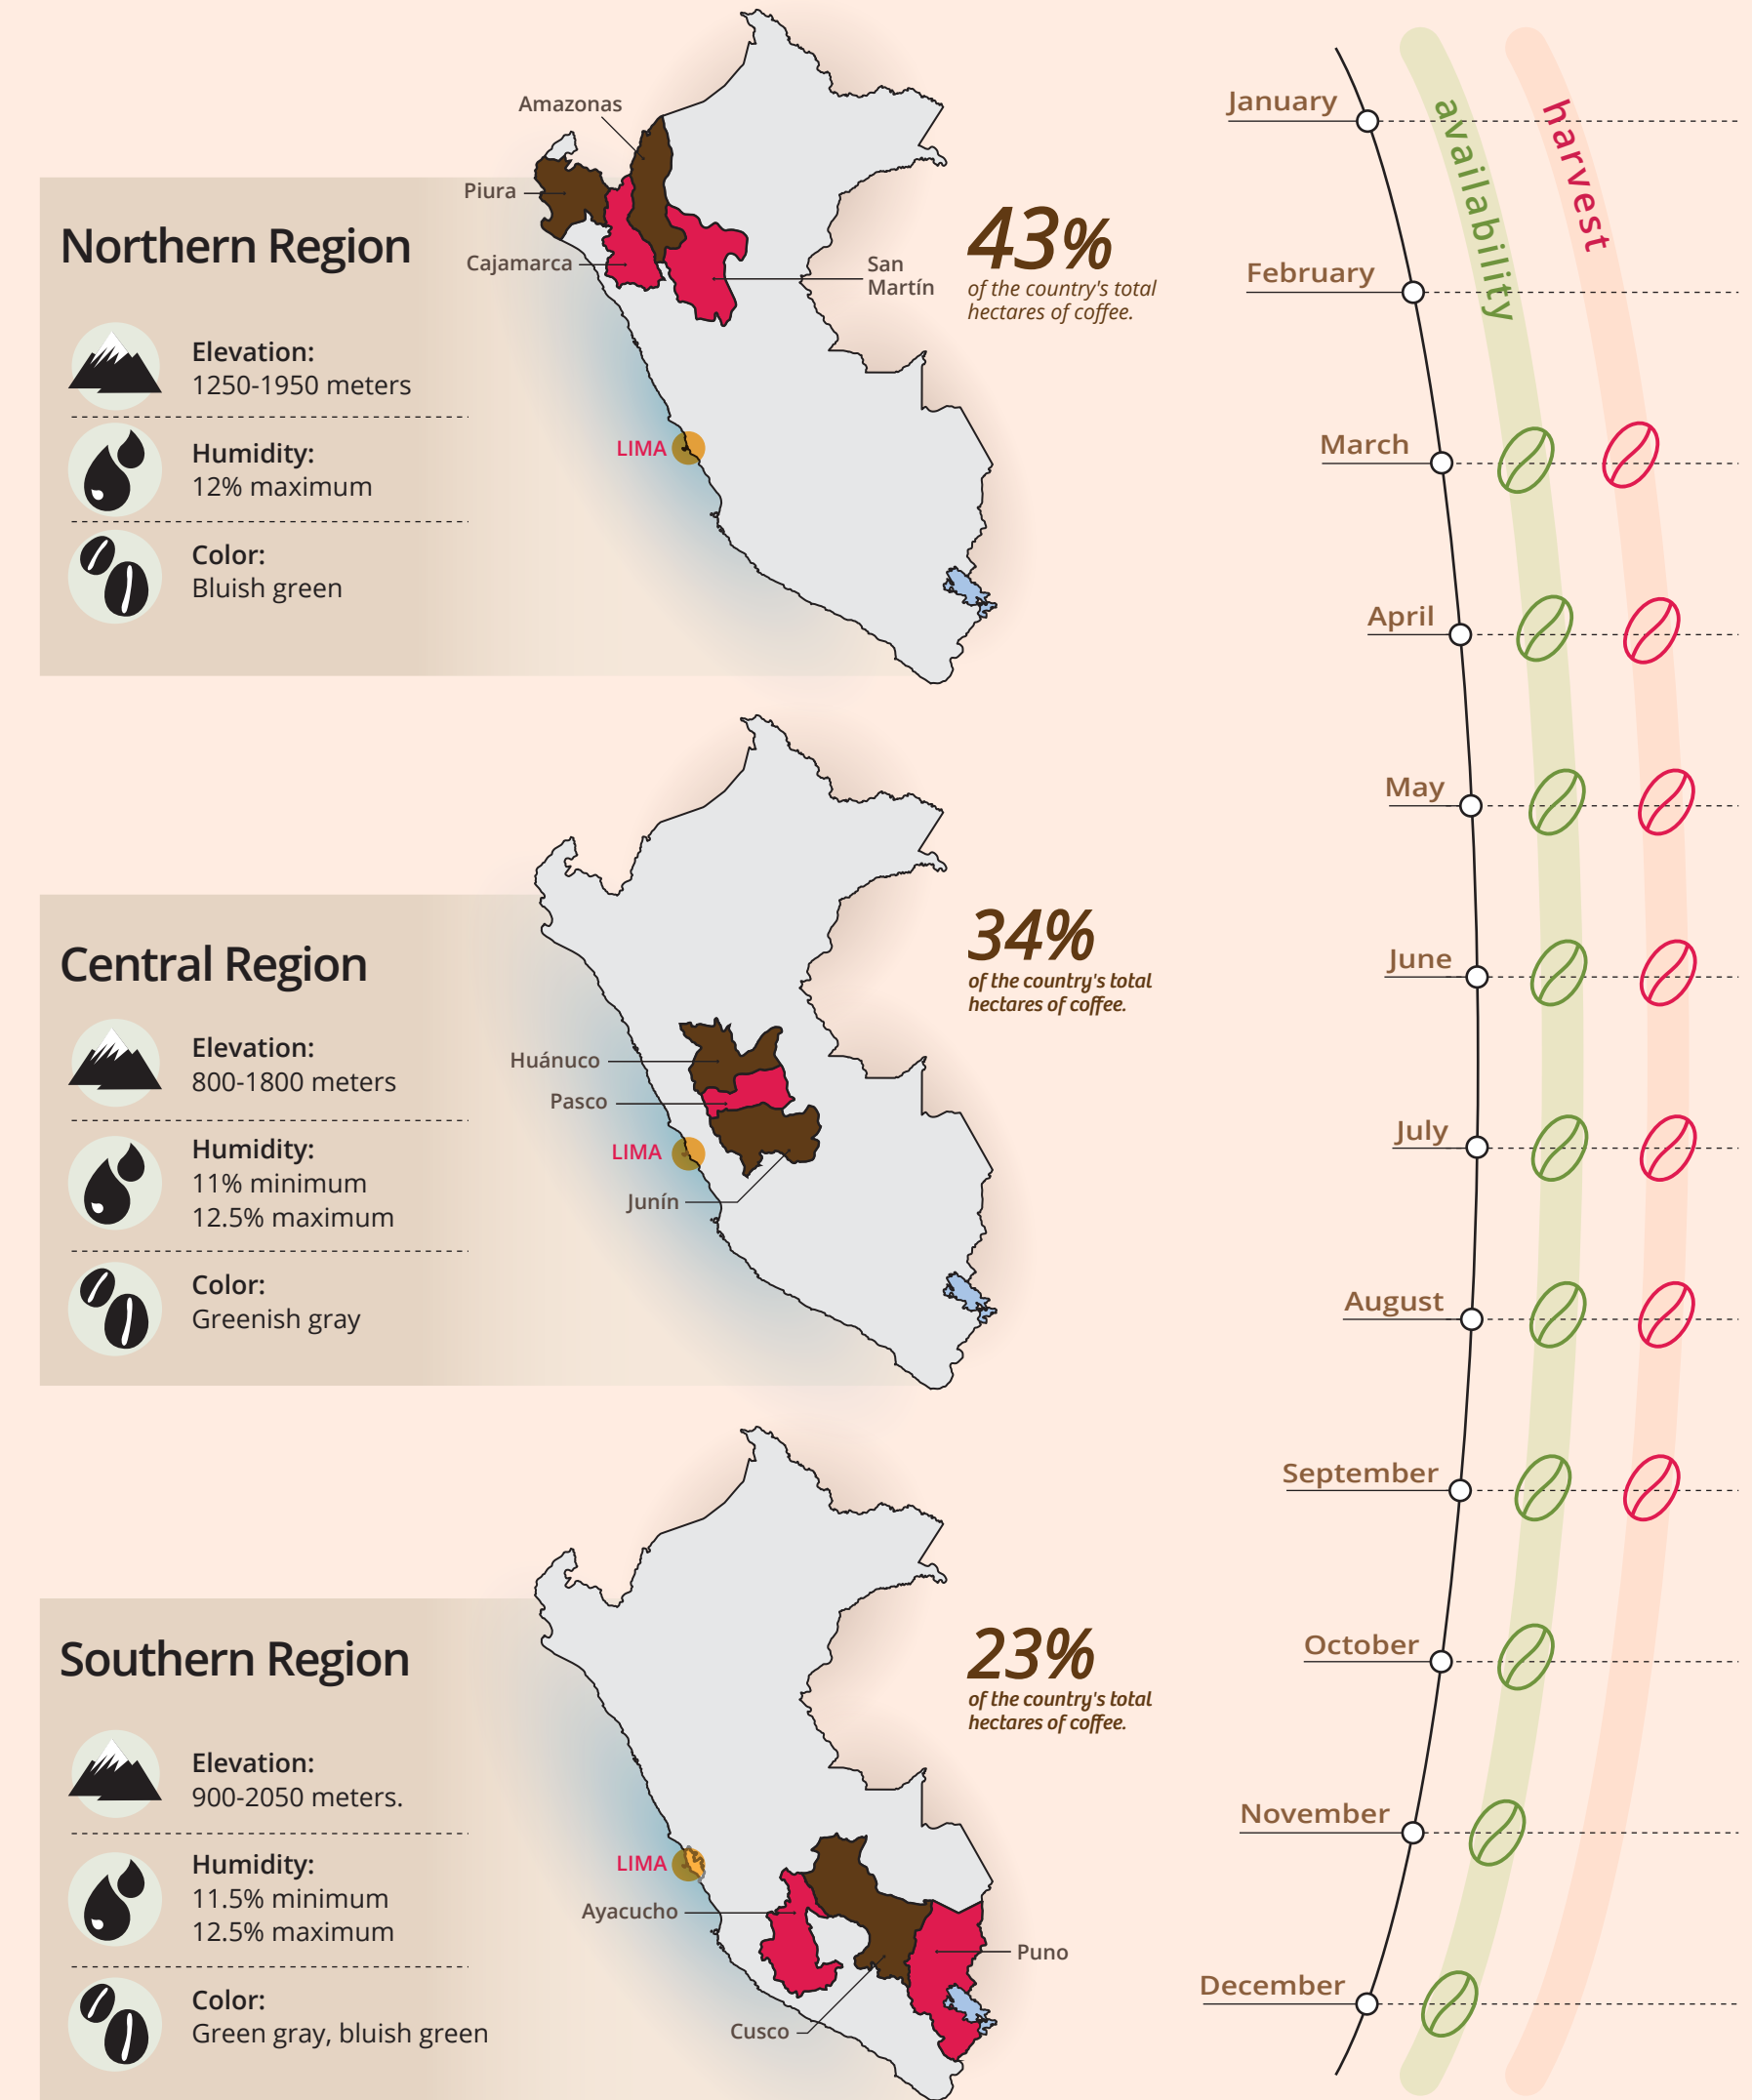 Amazonas
Piura
Northern Region
Cajamarca
San
Martín
43%
of the country's total
hectares of coffee.
Elevation:
1250-1950 meters
LIMA
Humidity:
12% maximum
Color:
Bluish green
Central Region
34%
of the country's total
hectares of coffee.
Elevation:
800-1800 meters
Huánuco
Pasco
Humidity:
11% minimum
12.5% maximum
LIMA
Junín
Color:
Greenish gray
Southern Region
23%
of the country's total
hectares of coffee.
Elevation:
900-2050 meters.
LIMA
Humidity:
11.5% minimum
12.5% maximum
Ayacucho
Puno
Color:
Green gray, bluish green
Cusco
availability
harvest
January
February
March
April
May
June
July
August
September
October
November
December